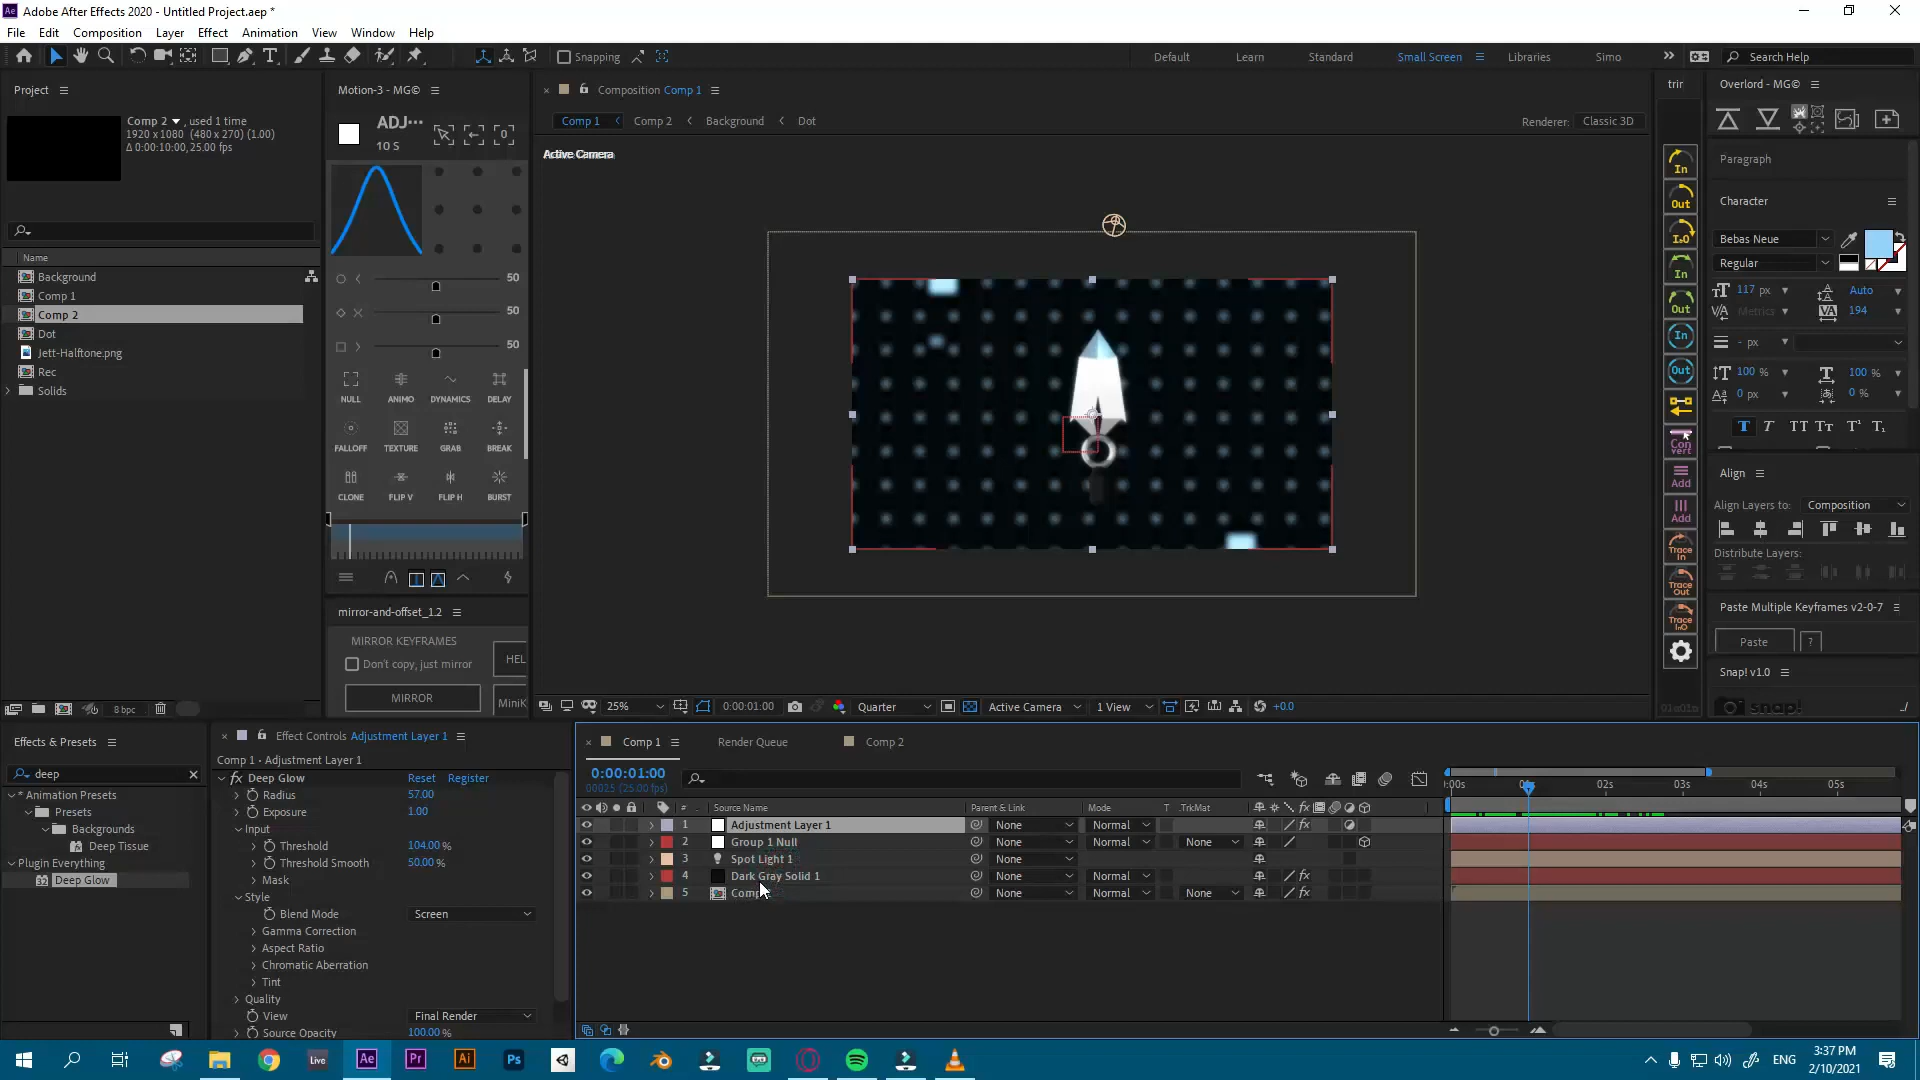 Adobe After Effects 2020 - Untitled Project.aep *
File Edit Composition Layer Effect Animation View Window Help
Snapping
Default Learn Standard Small Screen Libraries Simo
Search Help
Project
Comp 2 , used 1 time
1920 x 1080 (480 x 270) (1.00)
Δ 0:00:10:00, 25.00 fps
Name
Background
Comp 1
Comp 2
Dot
Jett-Halftone.png
Rec
Solids
8 bpc
Motion-3 - MG©
ADJ···
10 S
50
50
50
NULL ANIMO DYNAMICS DELAY
FALLOFF TEXTURE GRAB BREAK
CLONE FLIP V FLIP H BURST
mirror-and-offset_1.2
MIRROR KEYFRAMES
Don't copy, just mirror
HEL
MIRROR
MiniK
Composition Comp 1
Comp 1 Comp 2 Background Dot
Renderer: Classic 3D
Active Camera
25% 0:00:01:00 Quarter Active Camera 1 View +0.0
trir
In
Out
IsO
In
Out
In
Out
Con vert
Add
Add
Trace In
Trace Out
Trace InO
Overlord - MG©
Paragraph
Character
Bebas Neue
Regular
117 px Auto
Metrics 194
- px
100 % 100 %
0 px 0 %
T T TT Tr T¹ T₁
Align
Align Layers to: Composition
Distribute Layers:
Paste Multiple Keyframes v2-0-7
Paste ?
Snap! v1.0
snap!
Effects & Presets
deep
* Animation Presets
Presets
Backgrounds
Deep Tissue
Plugin Everything
Deep Glow
Effect Controls Adjustment Layer 1
Comp 1 · Adjustment Layer 1
fx Deep Glow Reset Register
Radius 57.00
Exposure 1.00
Input
Threshold 104.00 %
Threshold Smooth 50.00 %
Mask
Style
Blend Mode Screen
Gamma Correction
Aspect Ratio
Chromatic Aberration
Tint
Quality
View Final Render
Source Opacity 100.00 %
Comp 1 Render Queue Comp 2
0:00:01:00
00025 (25.00 fps)
:00s 02s 03s 04s 05s
# Source Name Parent & Link Mode T .TrkMat
1 Adjustment Layer 1 None Normal
2 Group 1 Null None Normal None
3 Spot Light 1 None
4 Dark Gray Solid 1 None Normal
5 Comp None Normal None
Live Ae Pr Ai Ps
ENG
3:37 PM
2/10/2021